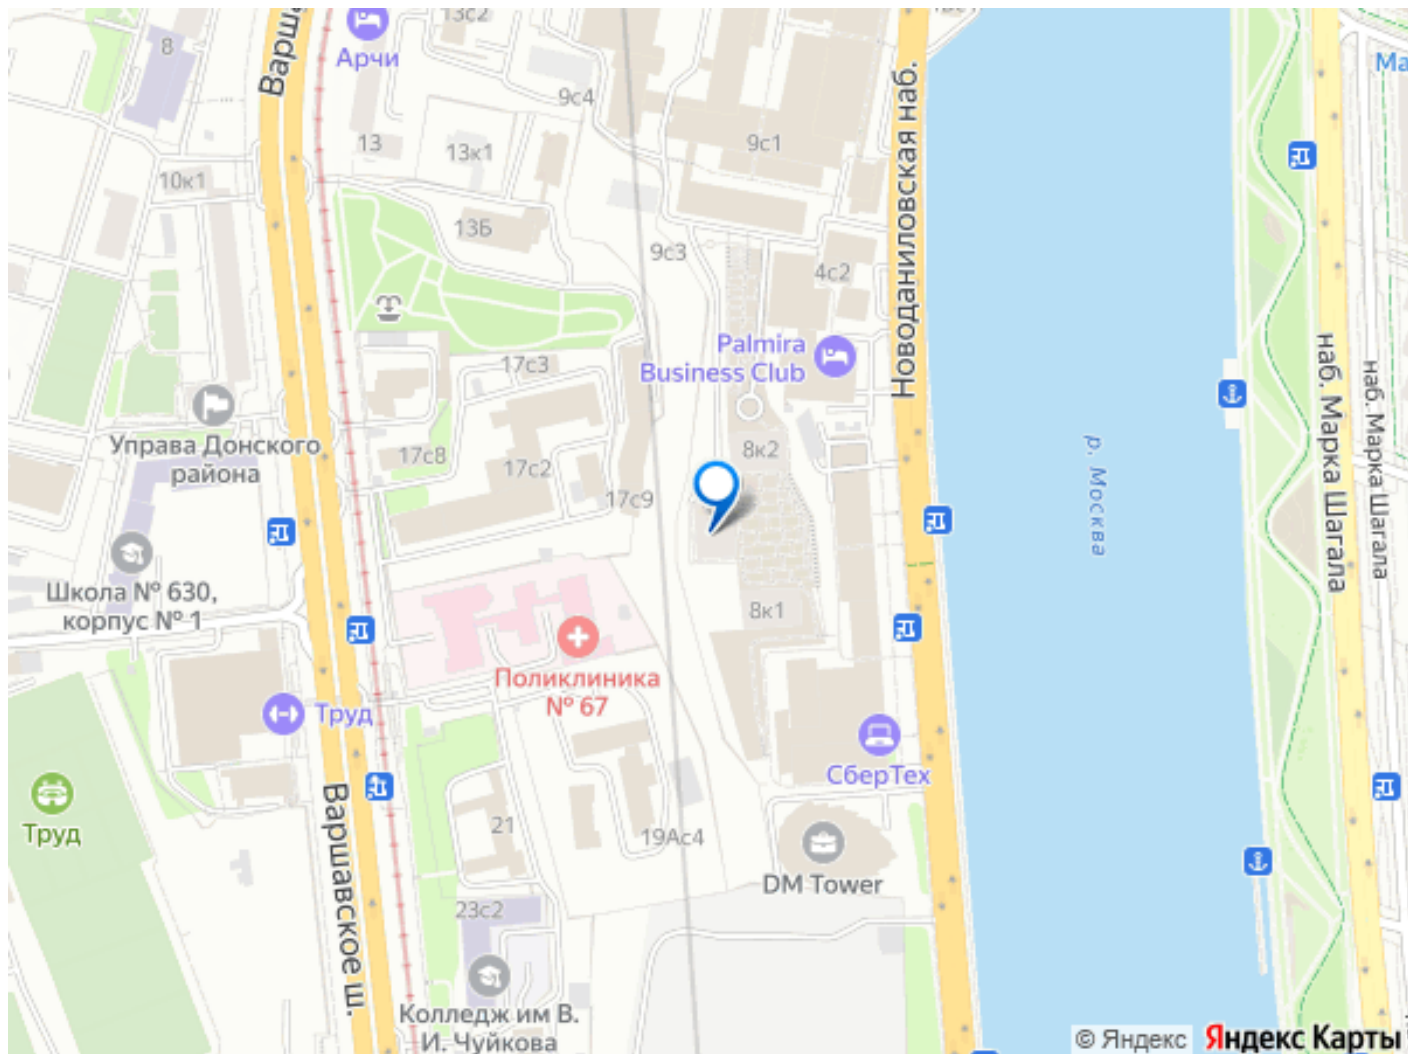 13с2
8
Арчи
Ма
9с4
9с1
13
13к1
10к1
13Б
9с3
4с2
Новоданиловская наб.
Palmira
Business Club
17с3
наб. Марка Шагала
наб. Марка Шагала
Управа Донского
района
17с8
17с2
8к2
17с9
р. Москва
Школа № 630,
корпус № 1
8к1
Поликлиника
№ 67
Труд
СберТех
Труд
21
19Ас4
DM Tower
Варшавское ш.
23с2
Колледж им В.
И. Чуйкова
© Яндекс
Яндекс Карты